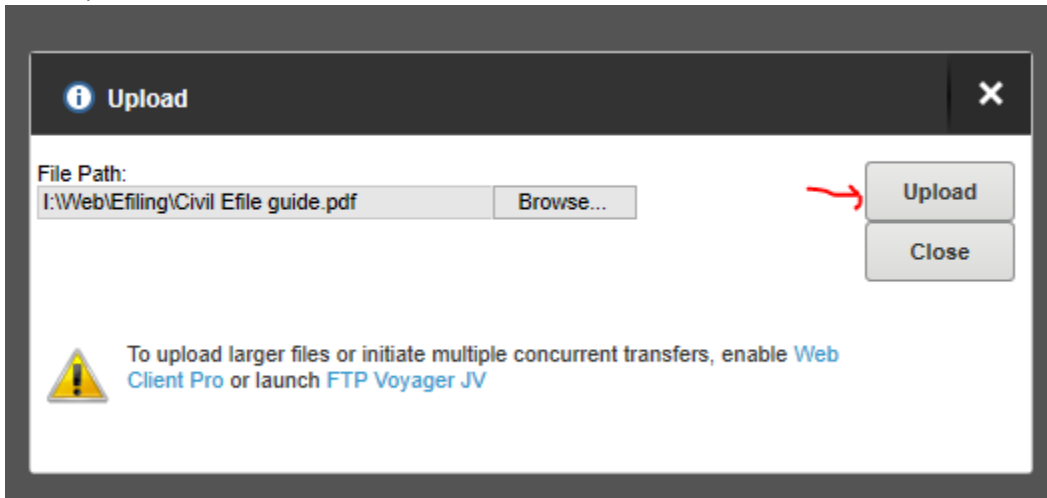 Upload
File Path:
I:\Web\Efiling\Civil Efile guide.pdf Browse...
Upload
Close
To upload larger files or initiate multiple concurrent transfers, enable Web
Client Pro or launch FTP Voyager JV